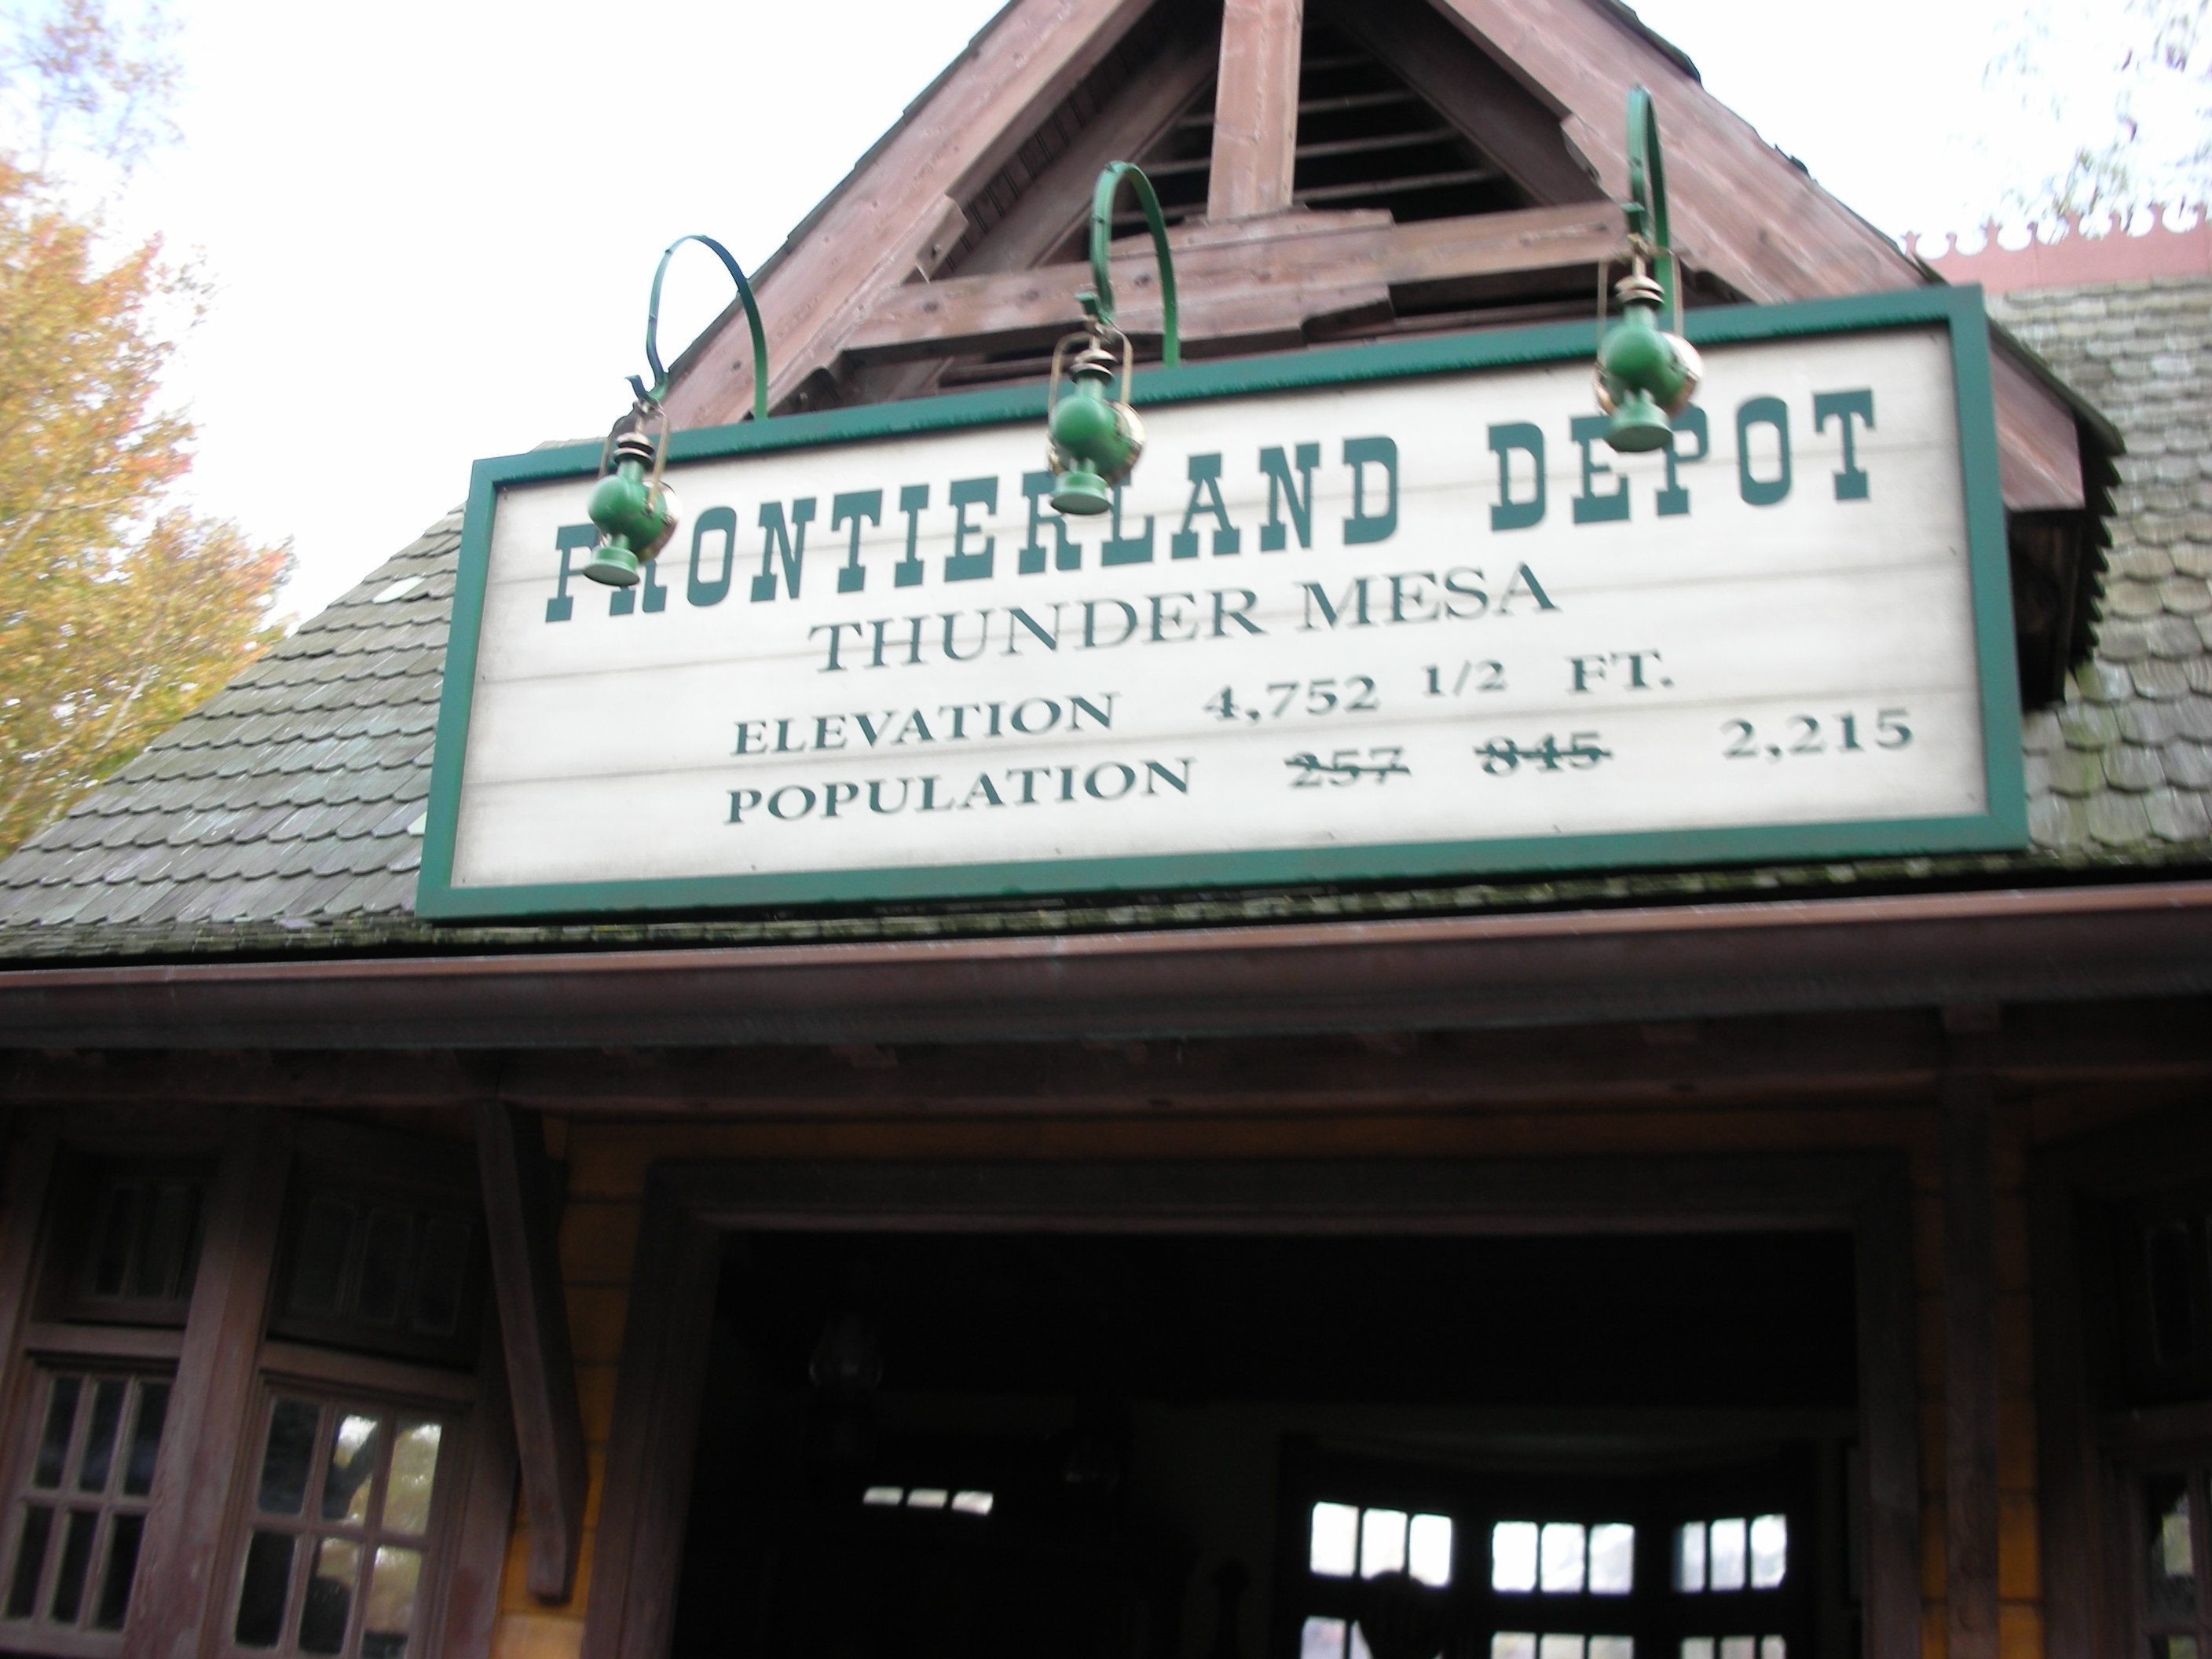 FRONTIERLAND DEPOT
THUNDER MESA
ELEVATION 4,752 1/2 FT.
POPULATION 257 845 2,215